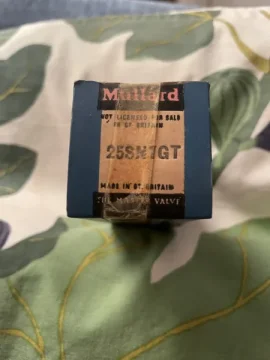 Mullard
NOT LICENSED FOR SALE
IN GT. BRITAIN
25SN7GT
MADE IN GT. BRITAIN
THE MASTER VALVE